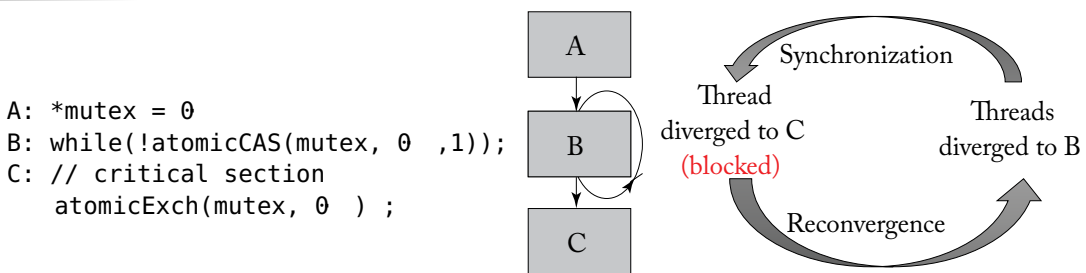 A: *mutex = 0
B: while(!atomicCAS(mutex, 0 ,1));
C: // critical section
atomicExch(mutex, 0 ) ;
A
B
C
Synchronization
Thread
diverged to C
(blocked)
Threads
diverged to B
Reconvergence